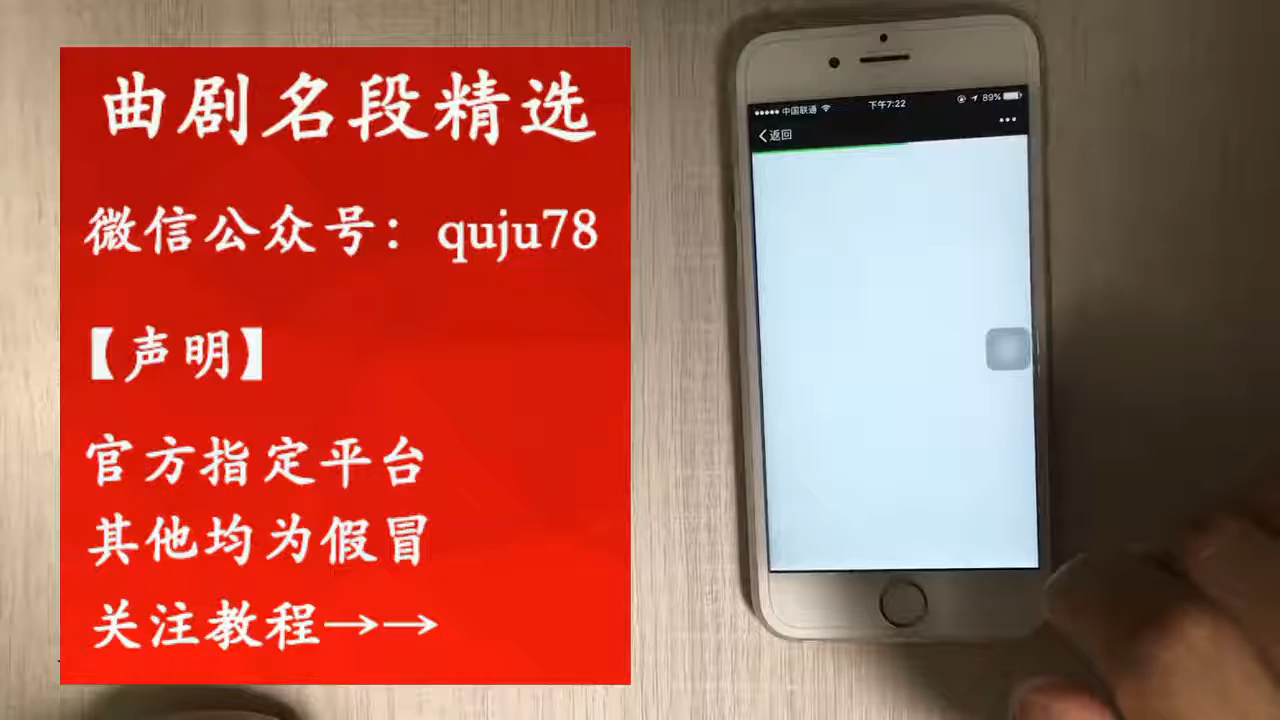 曲剧名段精选
微信公众号：quju78
【声明】
官方指定平台
其他均为假冒
关注教程→→
中国联通 下午7:22 89%
返回